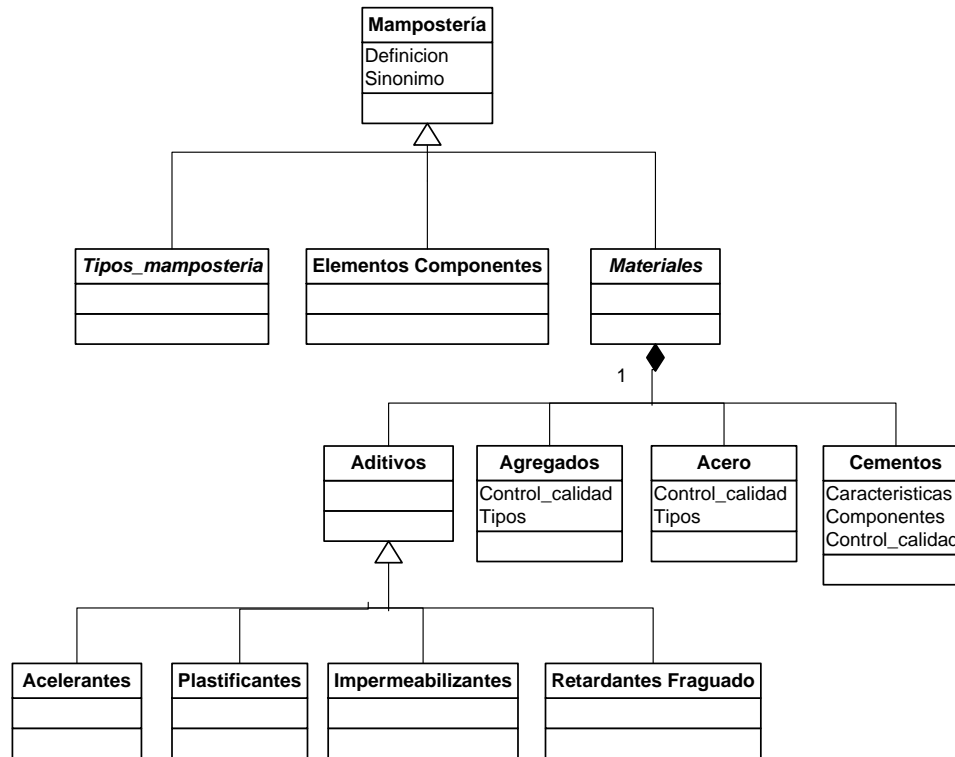 Mampostería
Definicion
Sinonimo
Tipos_mamposteria
Elementos Componentes
Materiales
1
Aditivos
Agregados
Control_calidad
Tipos
Acero
Control_calidad
Tipos
Cementos
Caracteristicas
Componentes
Control_calidad
Acelerantes
Plastificantes
Impermeabilizantes
Retardantes Fraguado